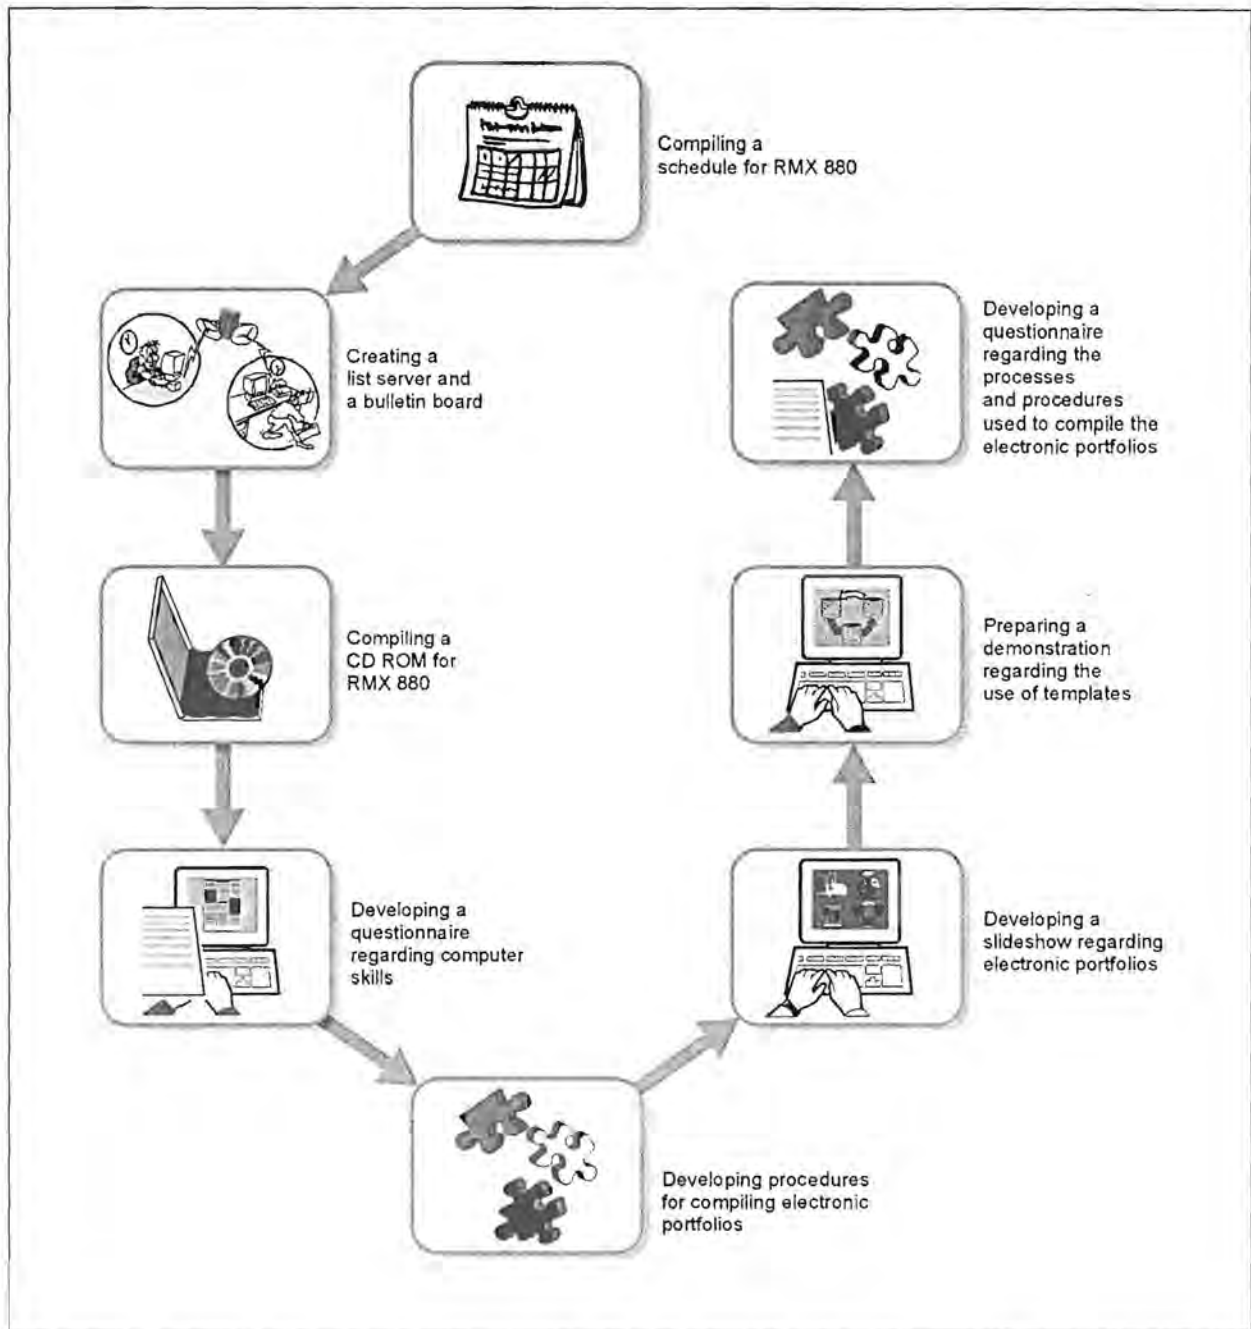 Compiling a
schedule for RMX 880
Creating a
list server and
a bulletin board
Compiling a
CD ROM for
RMX 880
Developing a
questionnaire
regarding computer
skills
Developing procedures
for compiling electronic
portfolios
Developing a
slideshow regarding
electronic portfolios
Preparing a
demonstration
regarding the
use of templates
Developing a
questionnaire
regarding the
processes
and procedures
used to compile the
electronic portfolios